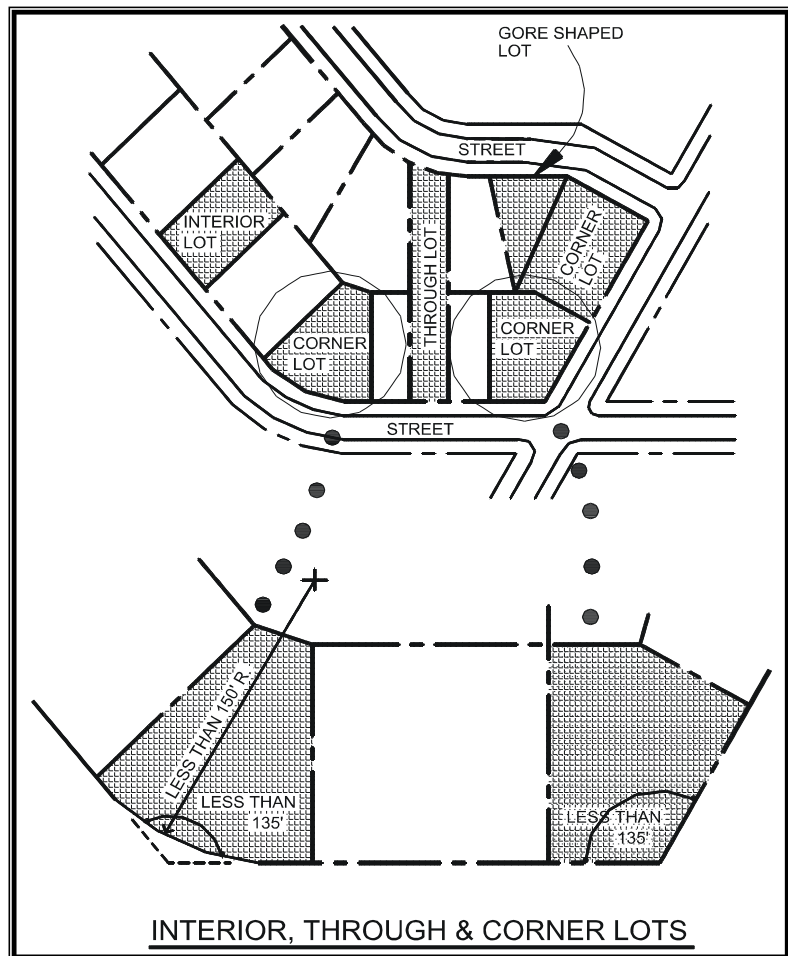 GORE SHAPED
LOT
STREET
INTERIOR
LOT
THROUGH LOT
CORNER
LOT
CORNER
LOT
CORNER
LOT
STREET
LESS THAN 150' R.
LESS THAN
135'
LESS THAN
135'
INTERIOR, THROUGH & CORNER LOTS